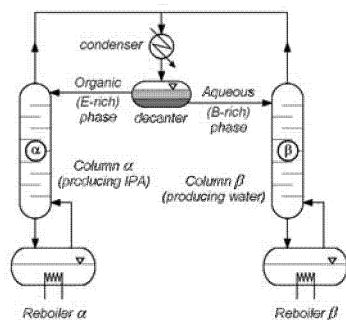 condenser
Organic
(E-rich)
phase
decanter
Aqueous
(B-rich)
phase
α
β
Column α
(producing IPA)
Column β
(producing water)
Reboiler α
Reboiler β